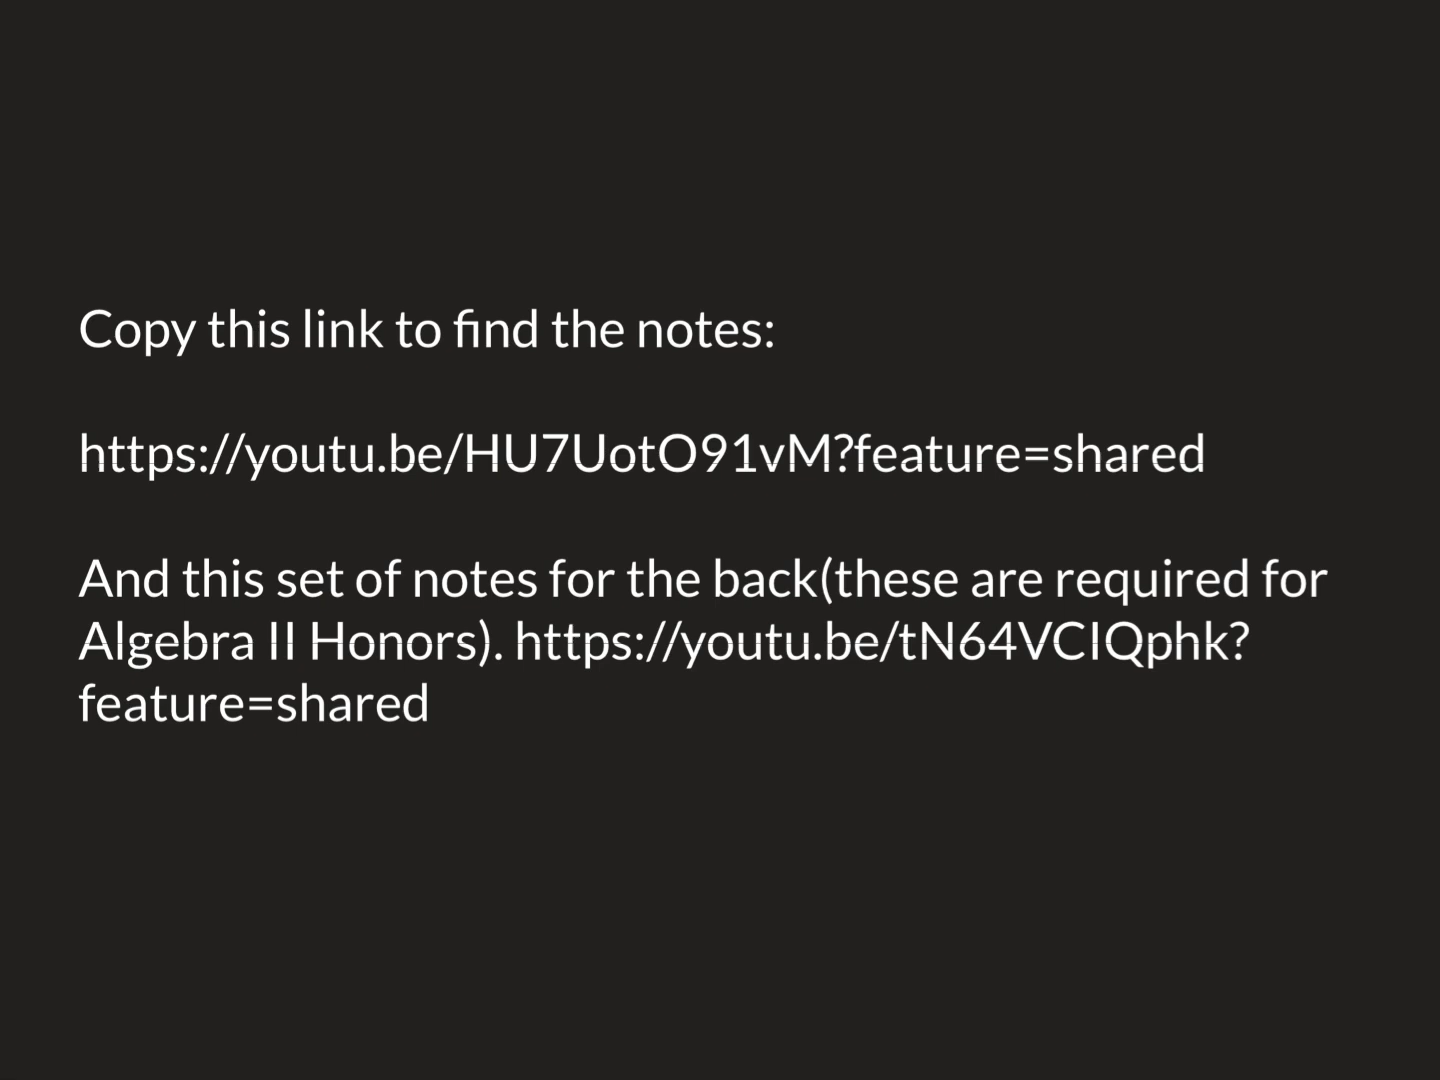 Copy this link to find the notes:
https://youtu.be/HU7UotO91vM?feature=shared
And this set of notes for the back(these are required for
Algebra II Honors). https://youtu.be/tN64VCIQphk?
feature=shared